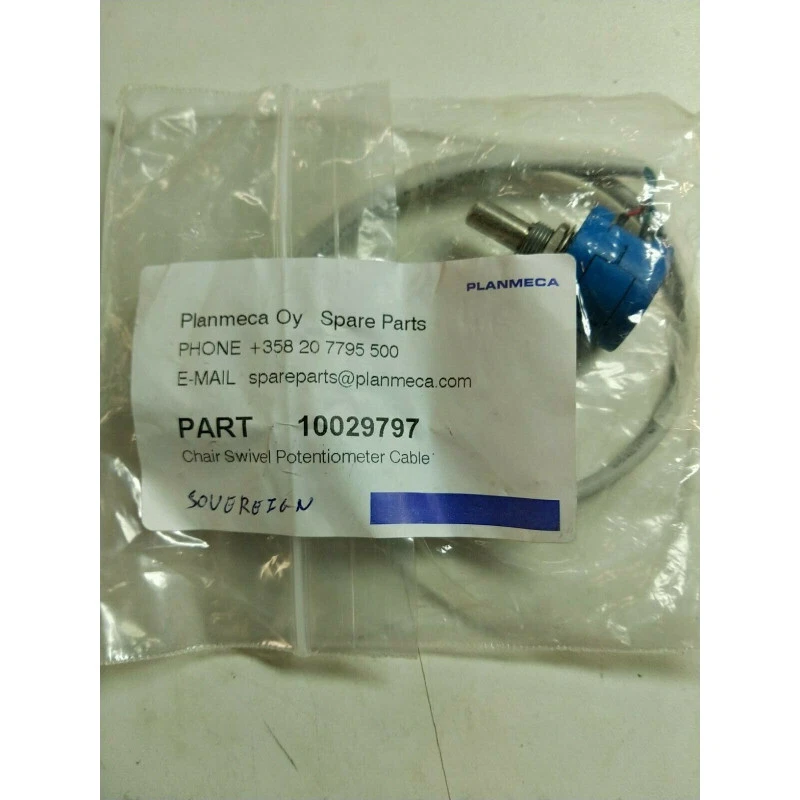 PLANMECA
Planmeca Oy Spare Parts
PHONE +358 20 7795 500
E-MAIL spareparts@planmeca.com
PART 10029797
Chair Swivel Potentiometer Cable
SOVEREIGN